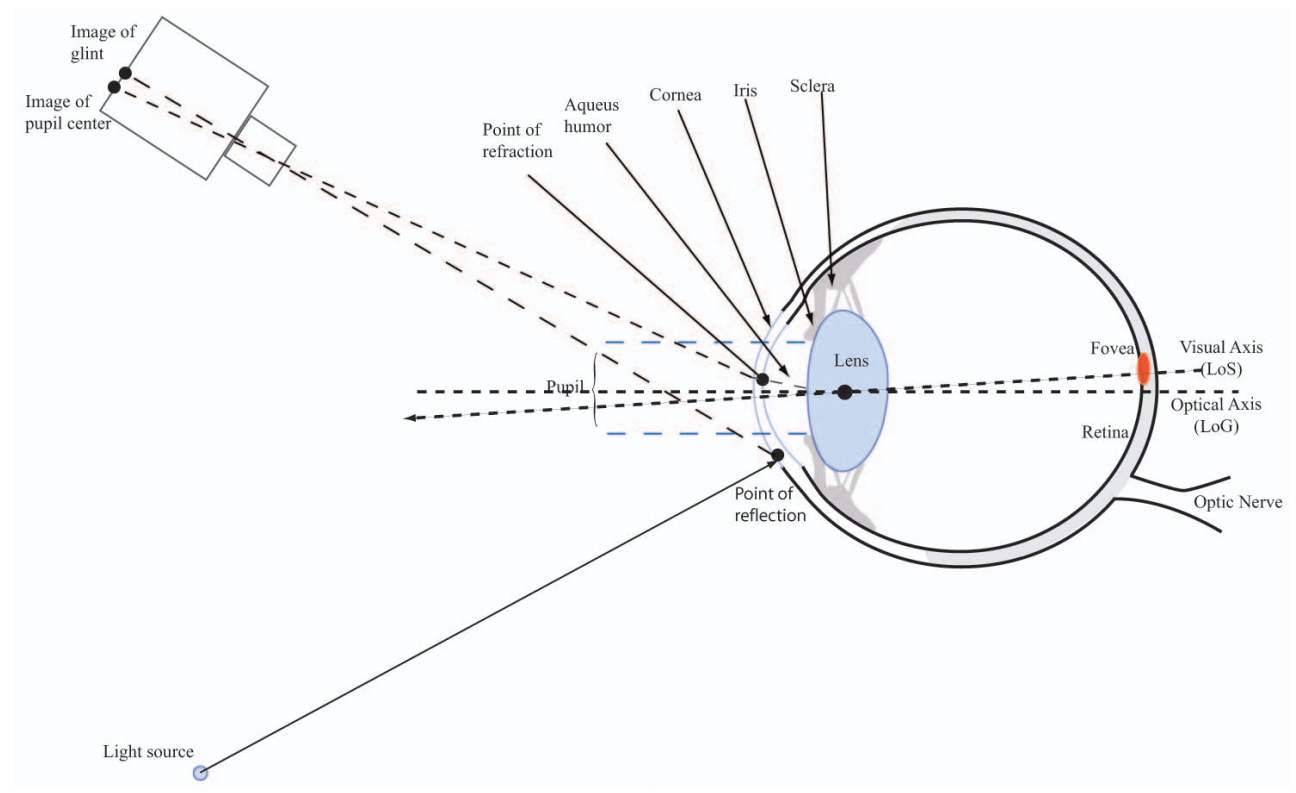 Image of
glint
Image of
pupil center
Point of
refraction
Aqueus
humor
Cornea
Iris
Sclera
Pupil
Lens
Fovea
Visual Axis
(LoS)
Optical Axis
(LoG)
Retina
Optic Nerve
Point of
reflection
Light source